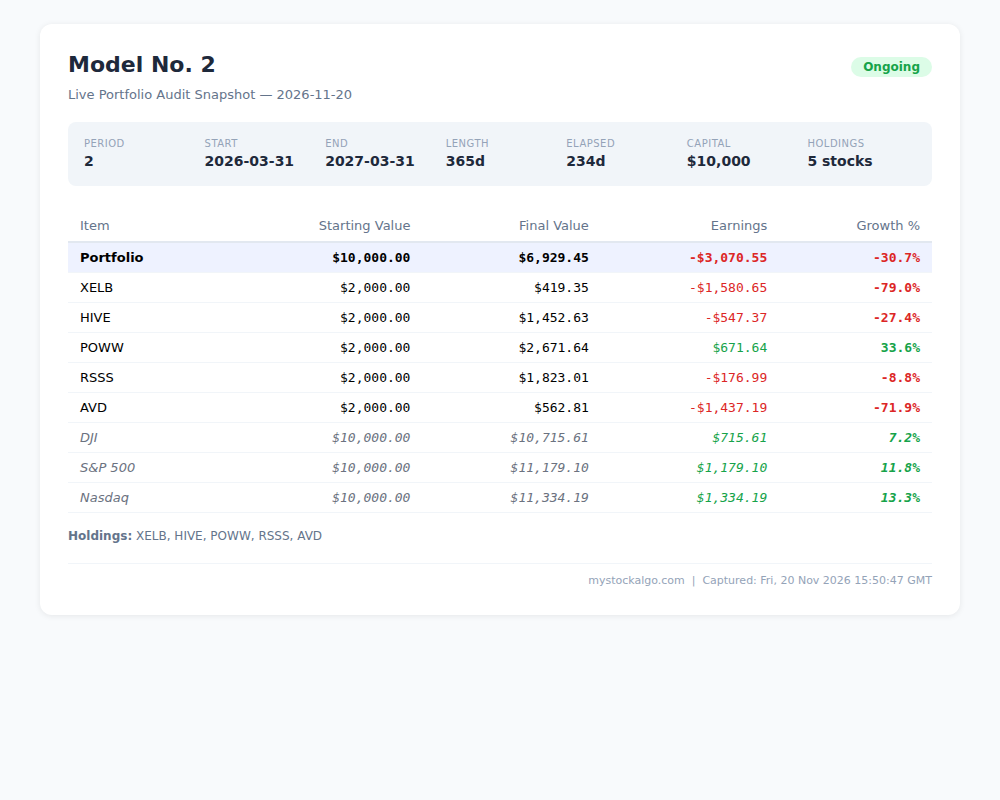 Model No. 2
Ongoing
Live Portfolio Audit Snapshot — 2026-11-20
PERIOD START END LENGTH ELAPSED CAPITAL HOLDINGS
2 2026-03-31 2027-03-31 365d 234d $10,000 5 stocks
Item Starting Value Final Value Earnings Growth %
Portfolio $10,000.00 $6,929.45 -$3,070.55 -30.7%
XELB $2,000.00 $419.35 -$1,580.65 -79.0%
HIVE $2,000.00 $1,452.63 -$547.37 -27.4%
POWW $2,000.00 $2,671.64 $671.64 33.6%
RSSS $2,000.00 $1,823.01 -$176.99 -8.8%
AVD $2,000.00 $562.81 -$1,437.19 -71.9%
DJI $10,000.00 $10,715.61 $715.61 7.2%
S&P 500 $10,000.00 $11,179.10 $1,179.10 11.8%
Nasdaq $10,000.00 $11,334.19 $1,334.19 13.3%
Holdings: XELB, HIVE, POWW, RSSS, AVD
mystockalgo.com | Captured: Fri, 20 Nov 2026 15:50:47 GMT